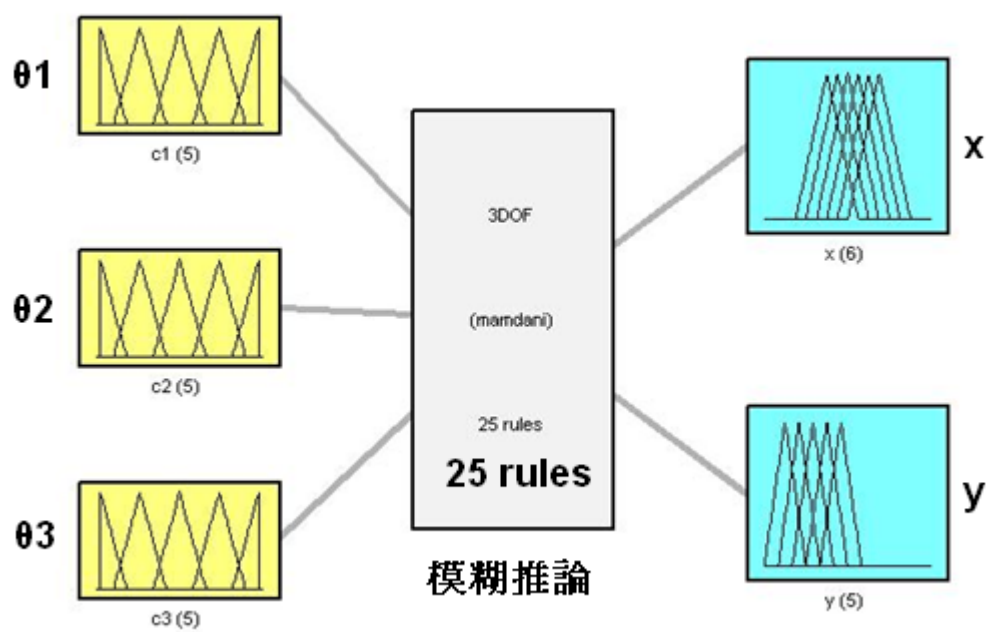 θ1
c1 (5)
θ2
c2 (5)
θ3
c3 (5)
3DOF
(mamdani)
25 rules
25 rules
模糊推論
x
x (6)
y
y (5)